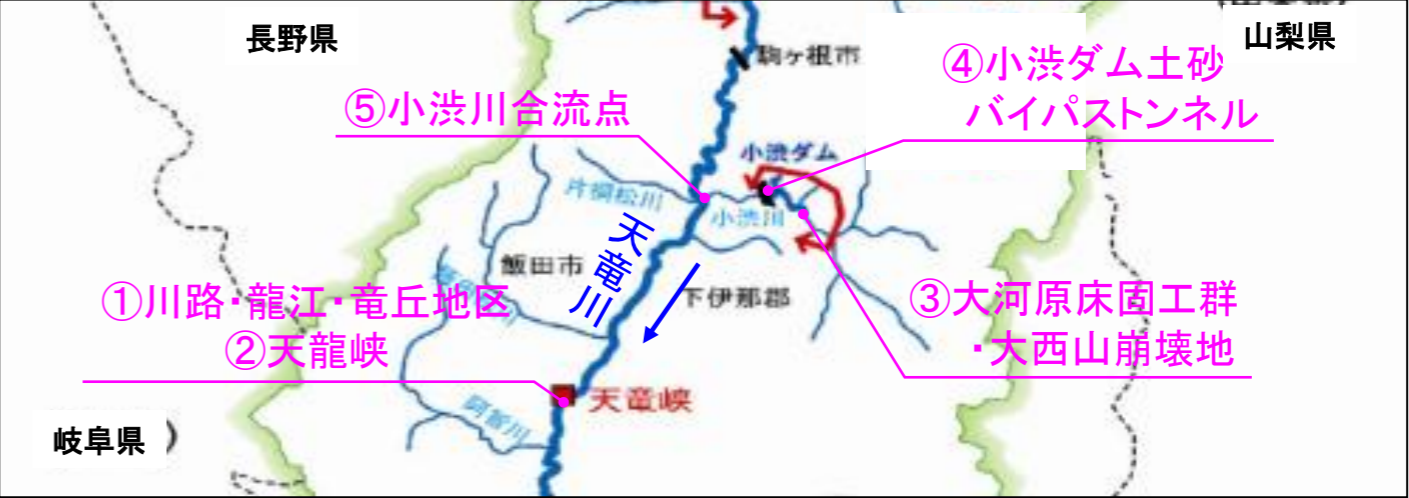 長野県
山梨県
駒ヶ根市
④小渋ダム土砂
バイパストンネル
⑤小渋川合流点
小渋ダム
片桐松川
小渋川
天竜川
飯田市
下伊那郡
①川路・龍江・竜丘地区
②天龍峡
③大河原床固工群
・大西山崩壊地
天竜峡
阿智川
岐阜県